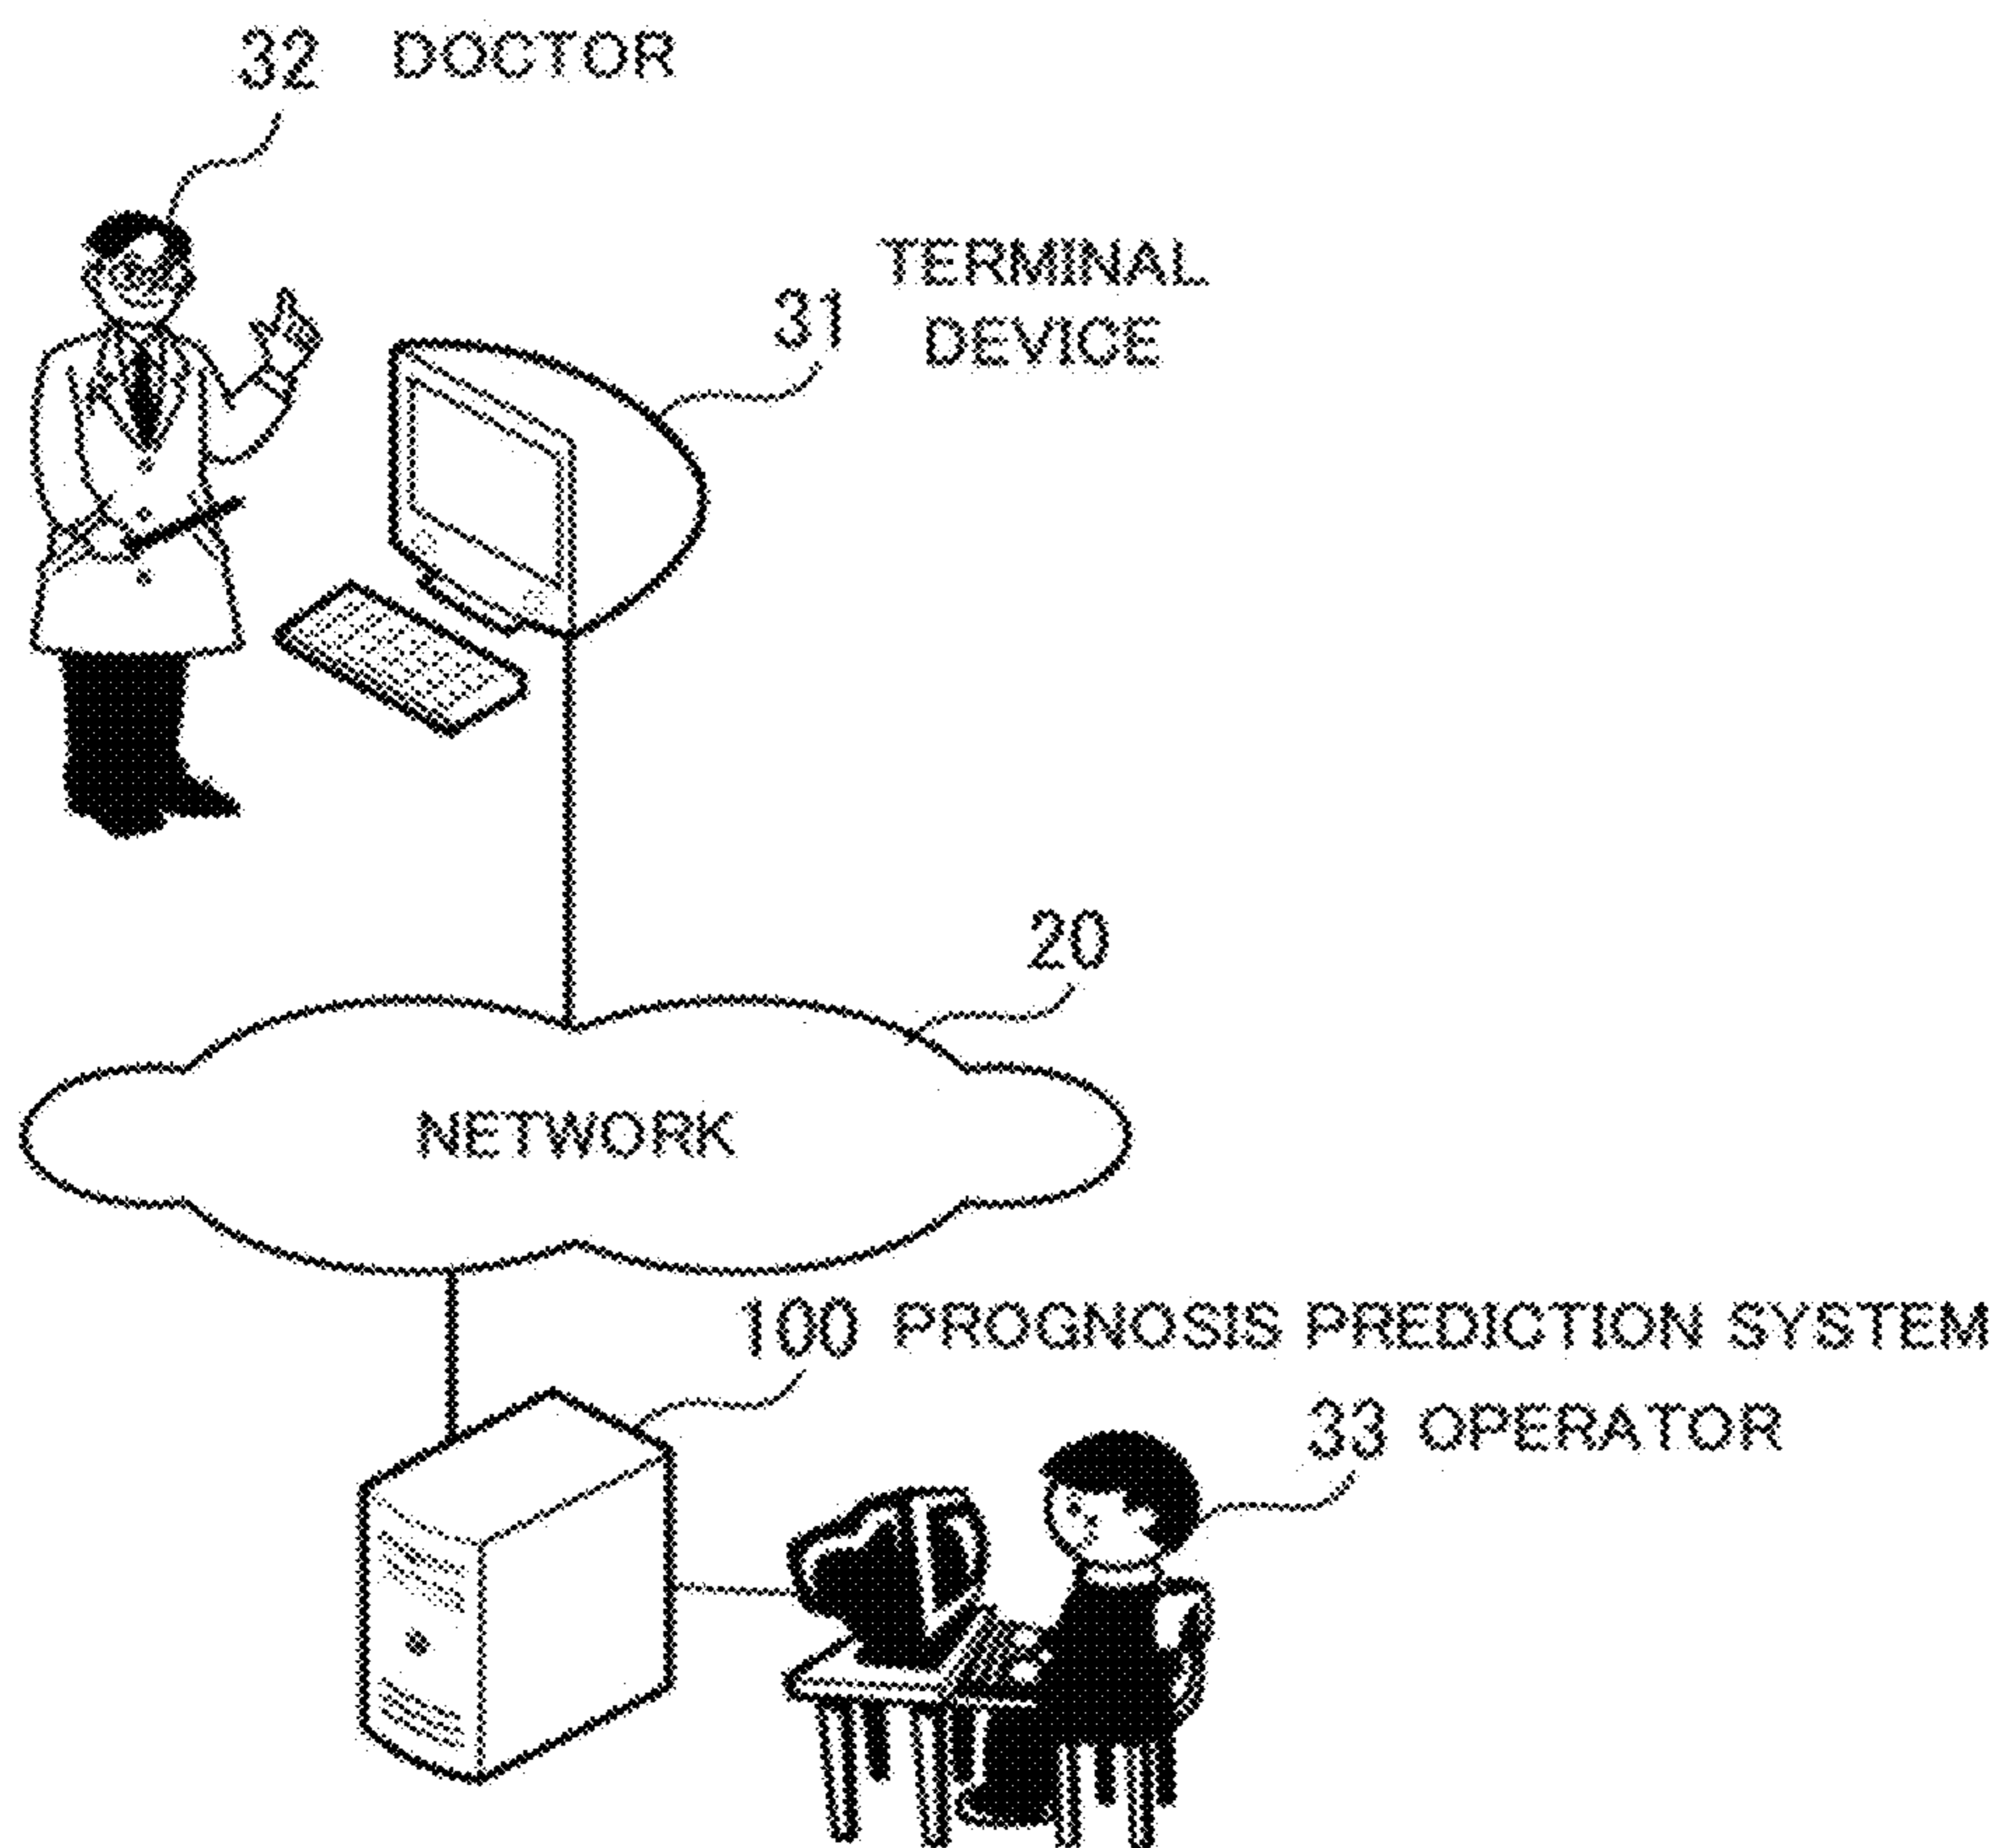 32 DOCTOR
TERMINAL
31 DEVICE
20
NETWORK
100 PROGNOSIS PREDICTION SYSTEM
33 OPERATOR